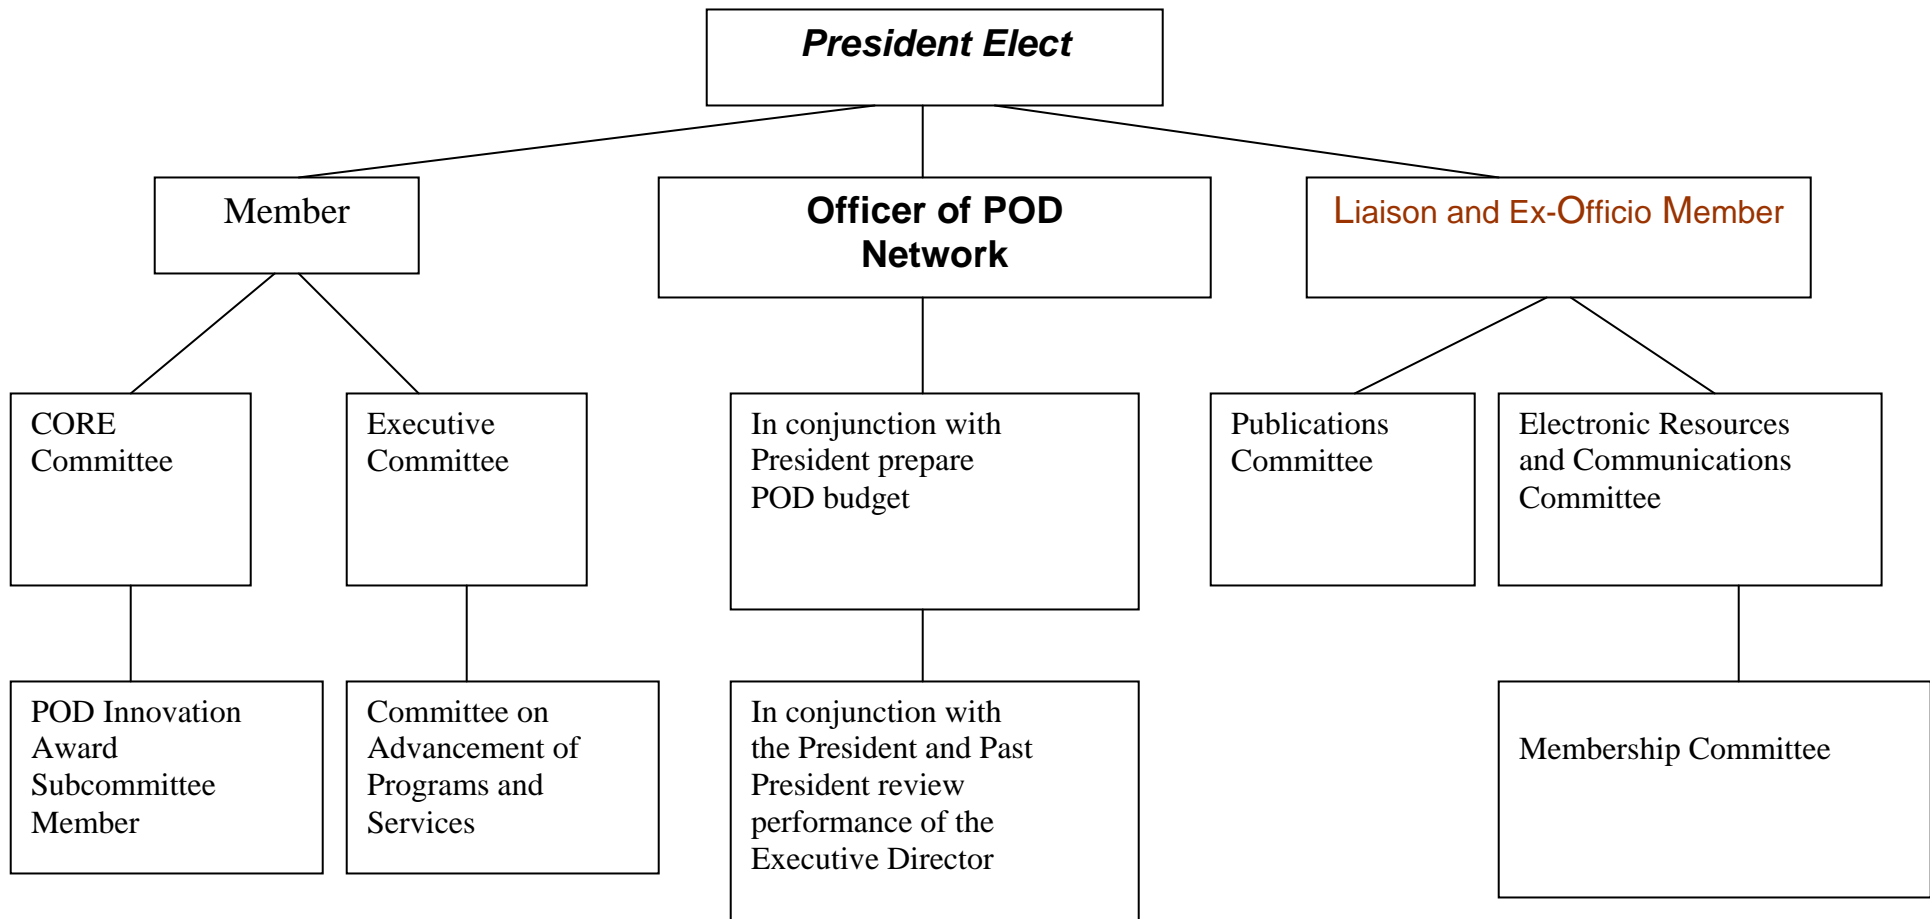 President Elect
Member
Officer of POD
Network
Liaison and Ex-Officio Member
CORE
Committee
Executive
Committee
In conjunction with
President prepare
POD budget
Publications
Committee
Electronic Resources
and Communications
Committee
POD Innovation
Award
Subcommittee
Member
Committee on
Advancement of
Programs and
Services
In conjunction with
the President and Past
President review
performance of the
Executive Director
Membership Committee